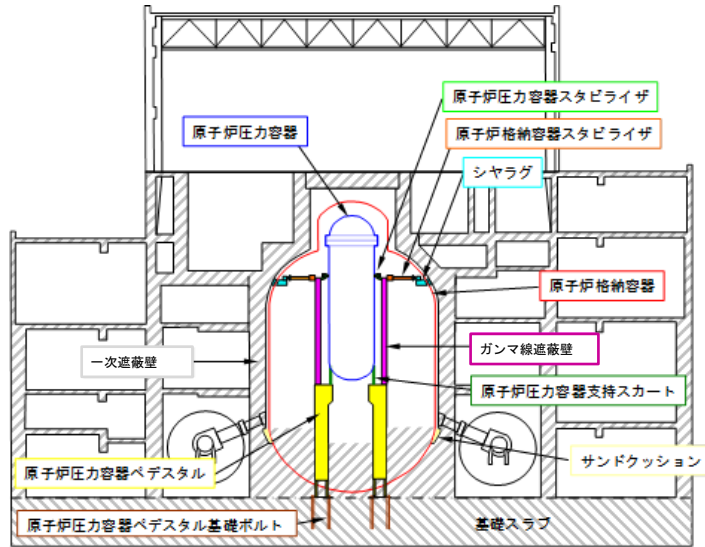 原子炉圧力容器スタビライザ
原子炉圧力容器
原子炉格納容器スタビライザ
シヤラグ
原子炉格納容器
一次遮蔽壁
ガンマ線遮蔽壁
原子炉圧力容器支持スカート
原子炉圧力容器ペデスタル
サンドクッション
原子炉圧力容器ペデスタル基礎ボルト
基礎スラブ